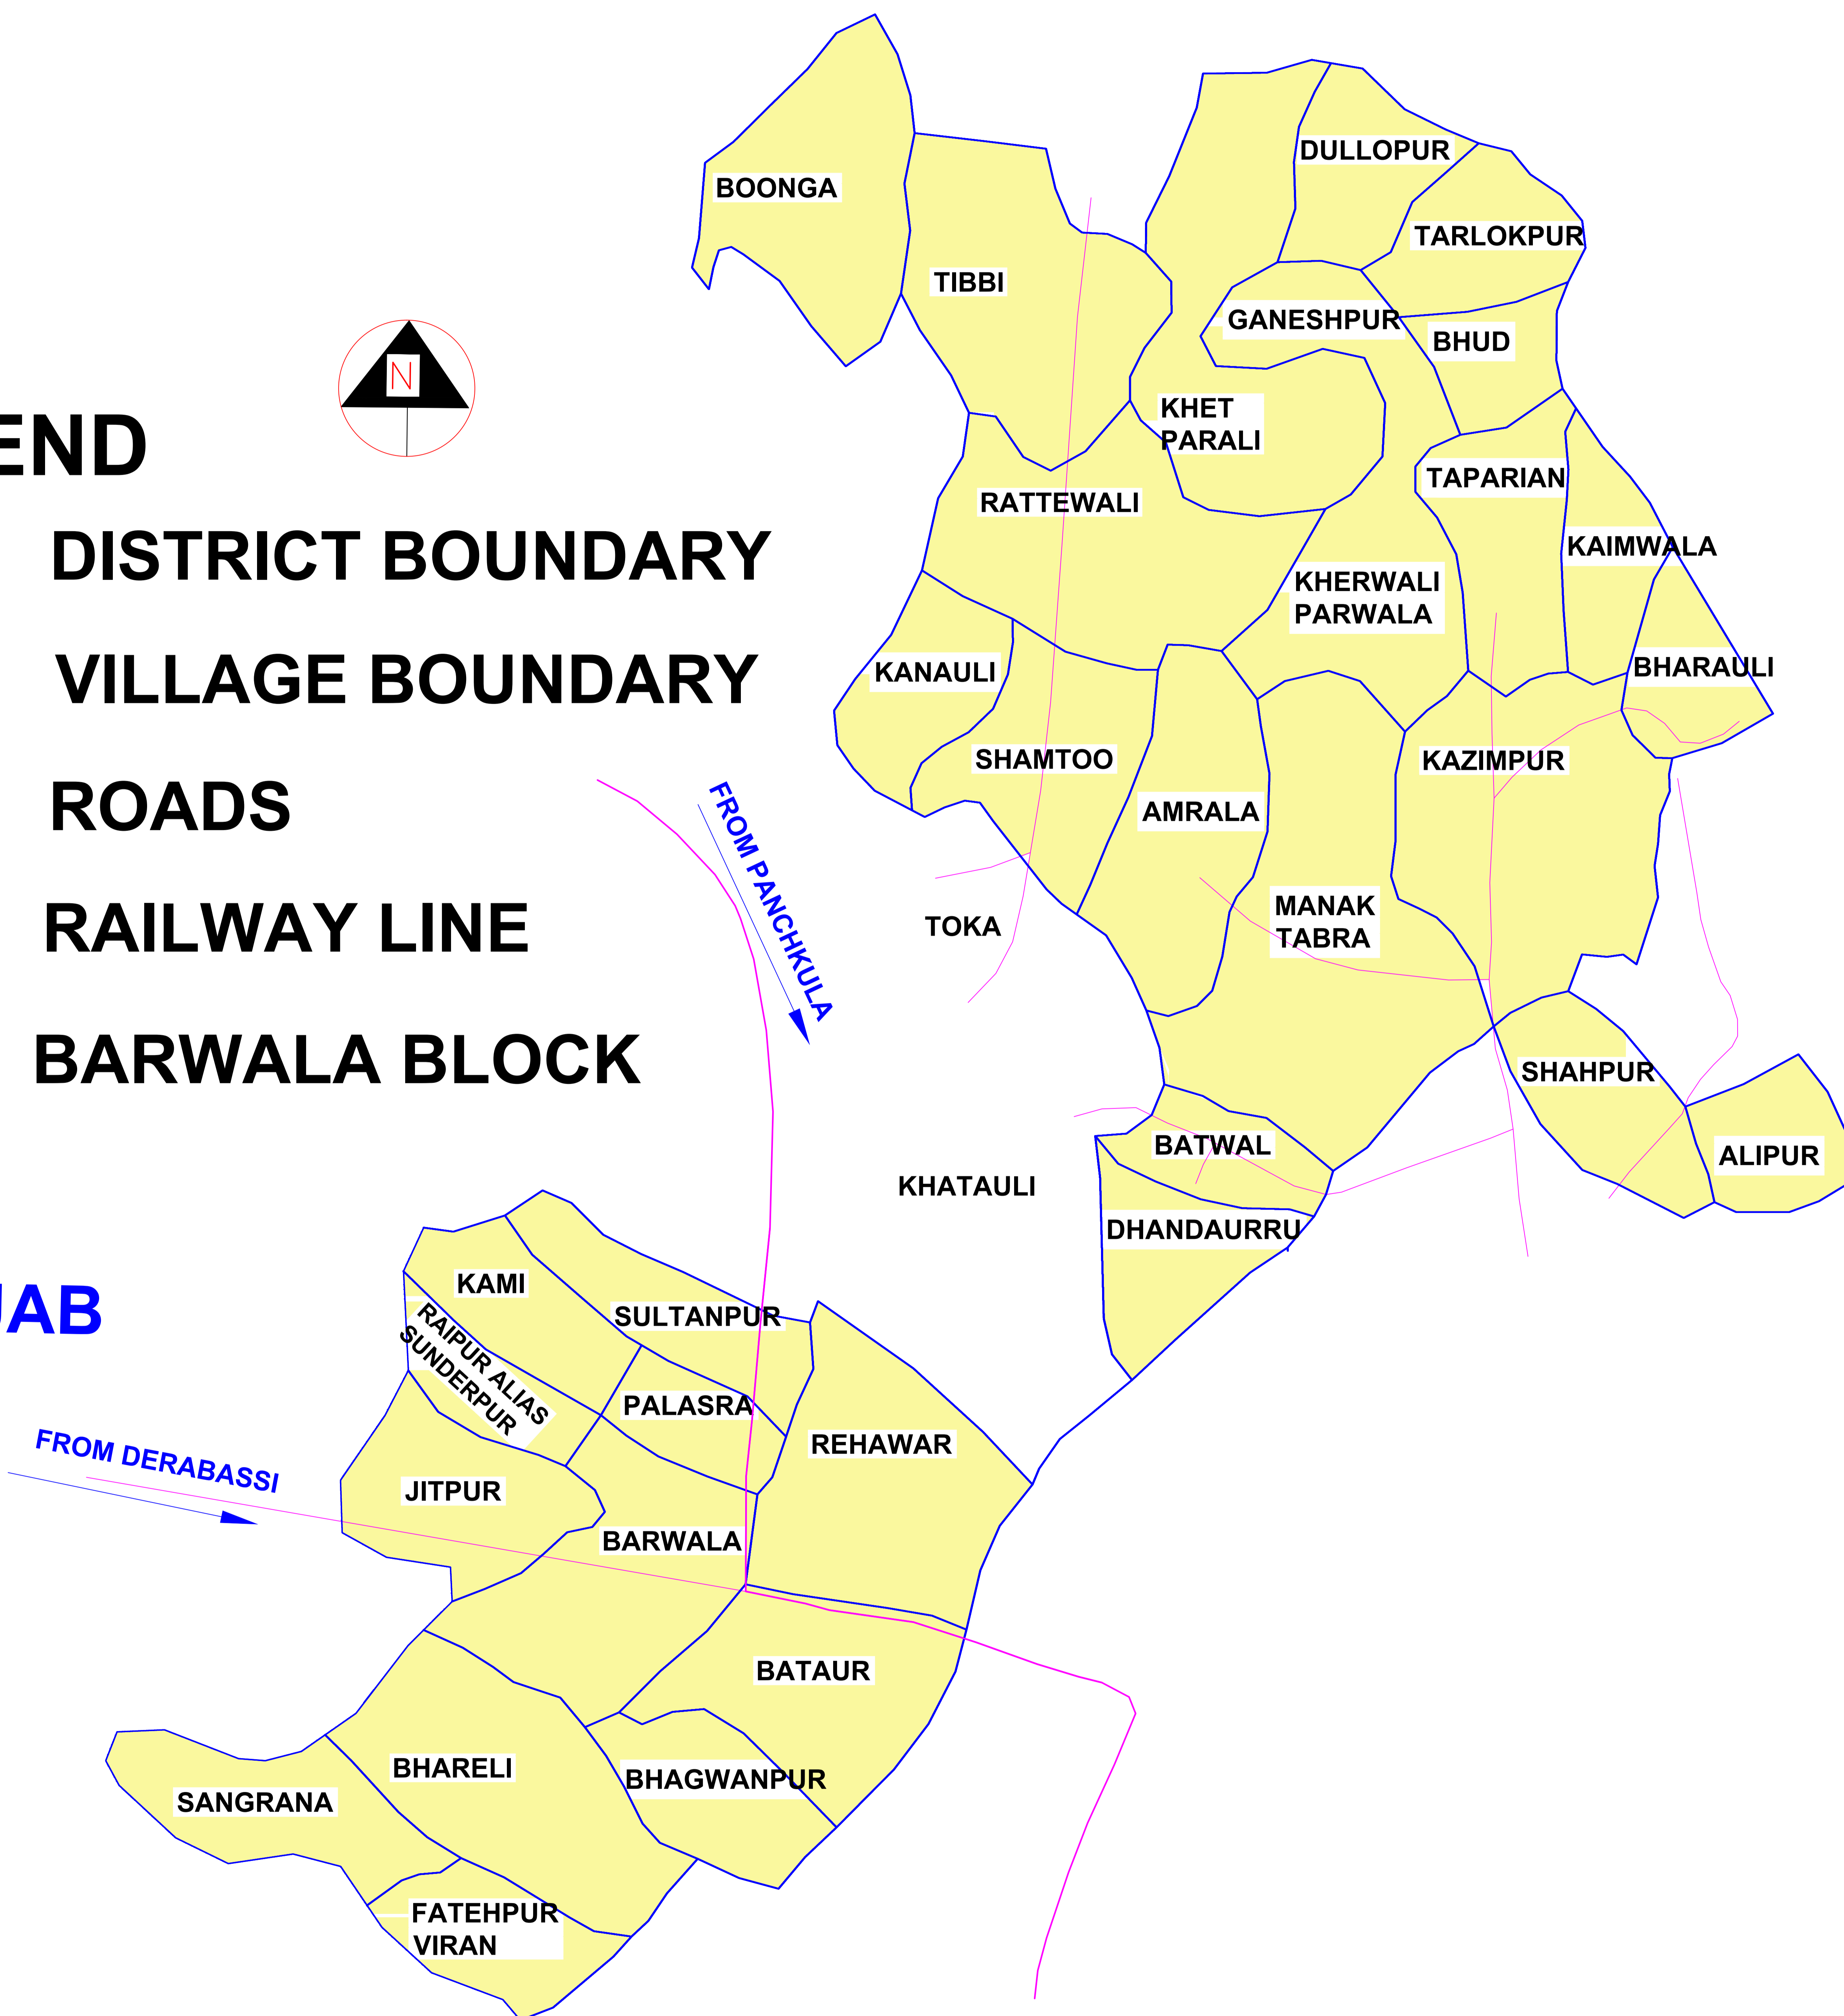 BOONGA
DULLOPUR
TARLOKPUR
TIBBI
GANESHPUR
BHUD
N
KHET
PARALI
END
TAPARIAN
RATTEWALI
DISTRICT BOUNDARY
KAIMWALA
KHERWALI
PARWALA
VILLAGE BOUNDARY
KANAULI
BHARAULI
SHAMTOO
KAZIMPUR
ROADS
AMRALA
FROM PANCHKULA
MANAK
TABRA
TOKA
RAILWAY LINE
BARWALA BLOCK
SHAHPUR
BATWAL
ALIPUR
KHATAULI
DHANDAURRU
KAMI
JAB
SULTANPUR
RAIPUR ALIAS
SUNDERPUR
PALASRA
REHAWAR
FROM DERABASSI
JITPUR
BARWALA
BATAUR
BHARELI
BHAGWANPUR
SANGRANA
FATEHPUR
VIRAN